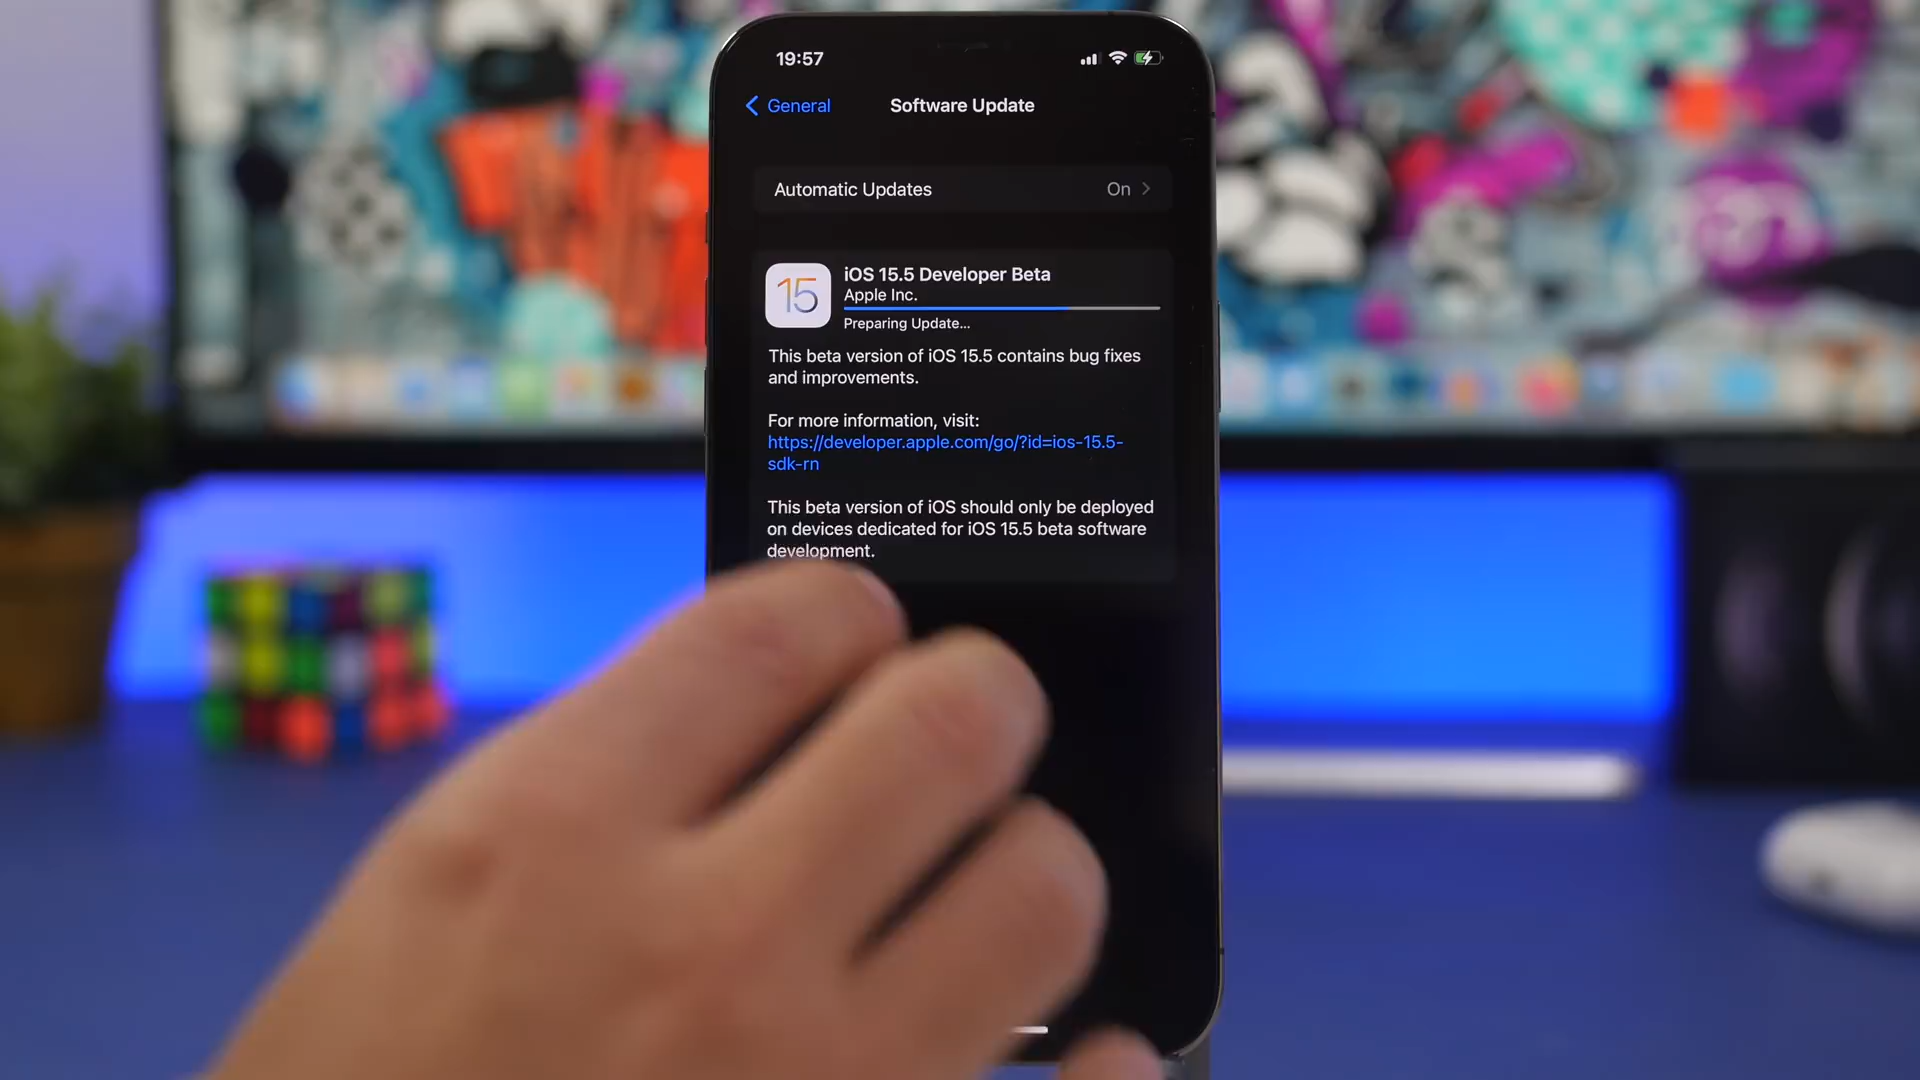 19:57
General
Software Update
Automatic Updates
On
15
iOS 15.5 Developer Beta
Apple Inc.
Preparing Update...
This beta version of iOS 15.5 contains bug fixes
and improvements.
For more information, visit:
https://developer.apple.com/go/?id=ios-15.5-
sdk-rn
This beta version of iOS should only be deployed
on devices dedicated for iOS 15.5 beta software
development.